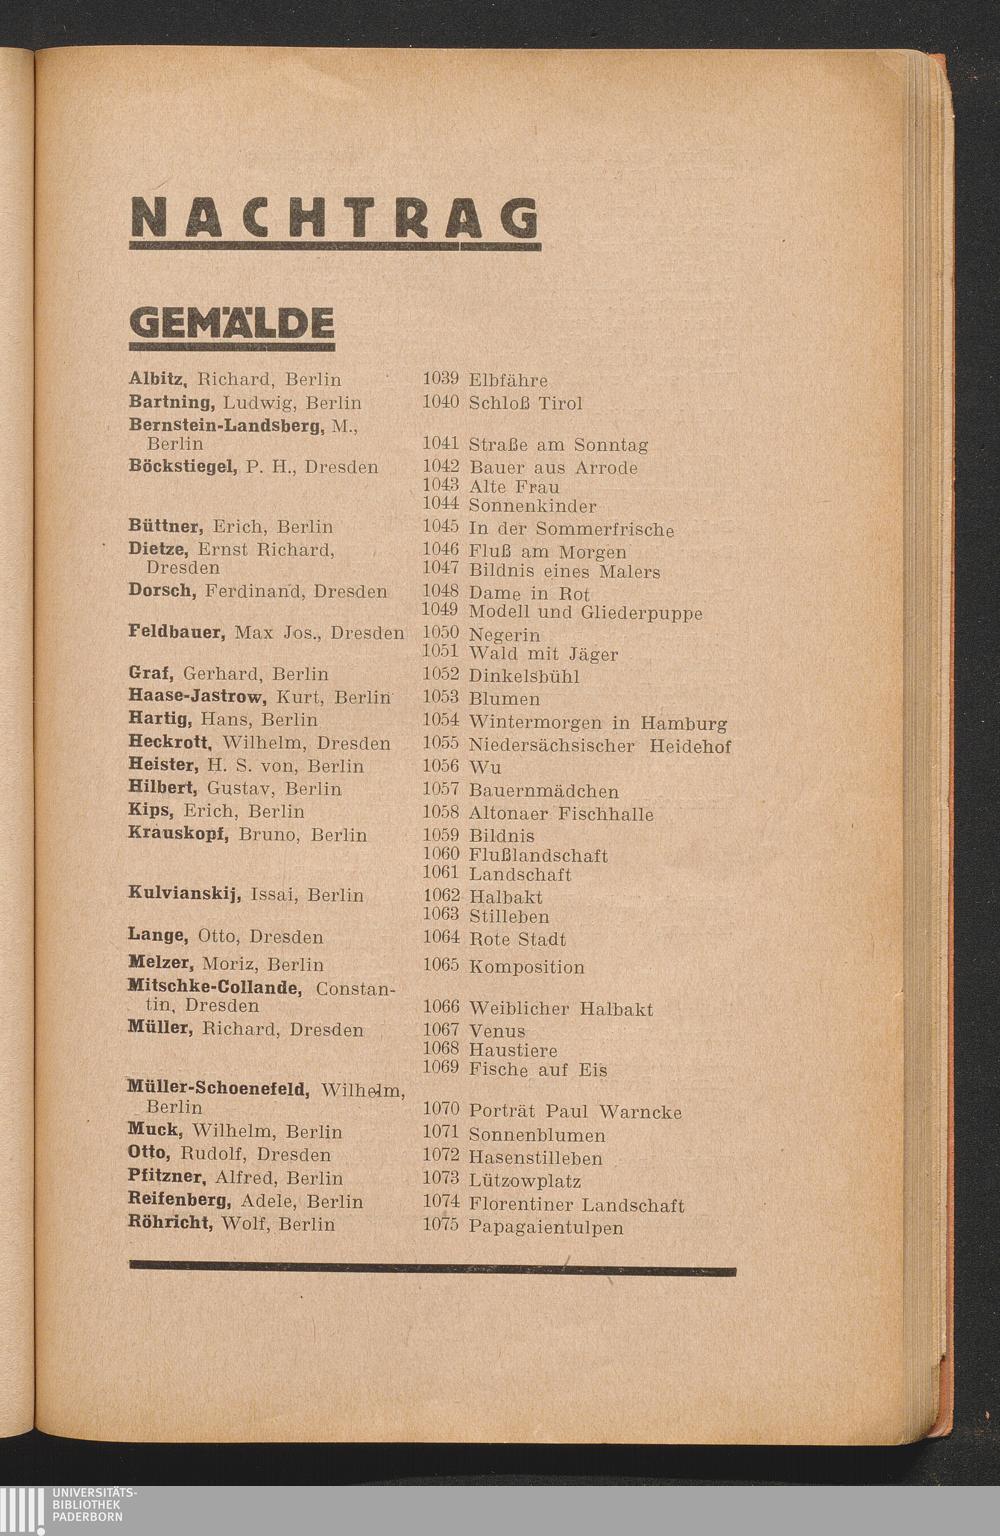 NACHTRAG
GEMÄLDE
Albitz, Richard, Berlin 1039 Elbfähre
Bartning, Ludwig, Berlin 1040 Schloß Tirol
Bernstein-Landsberg, M.,
Berlin 1041 Straße am Sonntag
Böckstiegel, P. H., Dresden 1042 Bauer aus Arrode
1043 Alte Frau
1044 Sonnenkinder
Büttner, Erich, Berlin 1045 In der Sommerfrische
Dietze, Ernst Richard, 1046 Fluß am Morgen
Dresden 1047 Bildnis eines Malers
Dorsch, Ferdinand, Dresden 1048 Dame in Rot
1049 Modell und Gliederpuppe
Feldbauer, Max Jos., Dresden 1050 Negerin
1051 Wald mit Jäger
Graf, Gerhard, Berlin 1052 Dinkelsbühl
Haase-Jastrow, Kurt, Berlin 1053 Blumen
Hartig, Hans, Berlin 1054 Wintermorgen in Hamburg
Heckrott, Wilhelm, Dresden 1055 Niedersächsischer Heidehof
Heister, H. S. von, Berlin 1056 Wu
Hilbert, Gustav, Berlin 1057 Bauernmädchen
Kips, Erich, Berlin 1058 Altonaer Fischhalle
Krauskopf, Bruno, Berlin 1059 Bildnis
1060 Flußlandschaft
1061 Landschaft
Kulvianskij, Issai, Berlin 1062 Halbakt
1063 Stilleben
Lange, Otto, Dresden 1064 Rote Stadt
Melzer, Moriz, Berlin 1065 Komposition
Mitschke-Collande, Constan-
tin, Dresden 1066 Weiblicher Halbakt
Müller, Richard, Dresden 1067 Venus
1068 Haustiere
1069 Fische auf Eis
Müller-Schoenefeld, Wilhelm,
Berlin 1070 Porträt Paul Warncke
Muck, Wilhelm, Berlin 1071 Sonnenblumen
Otto, Rudolf, Dresden 1072 Hasenstilleben
Pfitzner, Alfred, Berlin 1073 Lützowplatz
Reifenberg, Adele, Berlin 1074 Florentiner Landschaft
Röhricht, Wolf, Berlin 1075 Papagaientulpen
UNIVERSITÄTS-
BIBLIOTHEK
PADERBORN